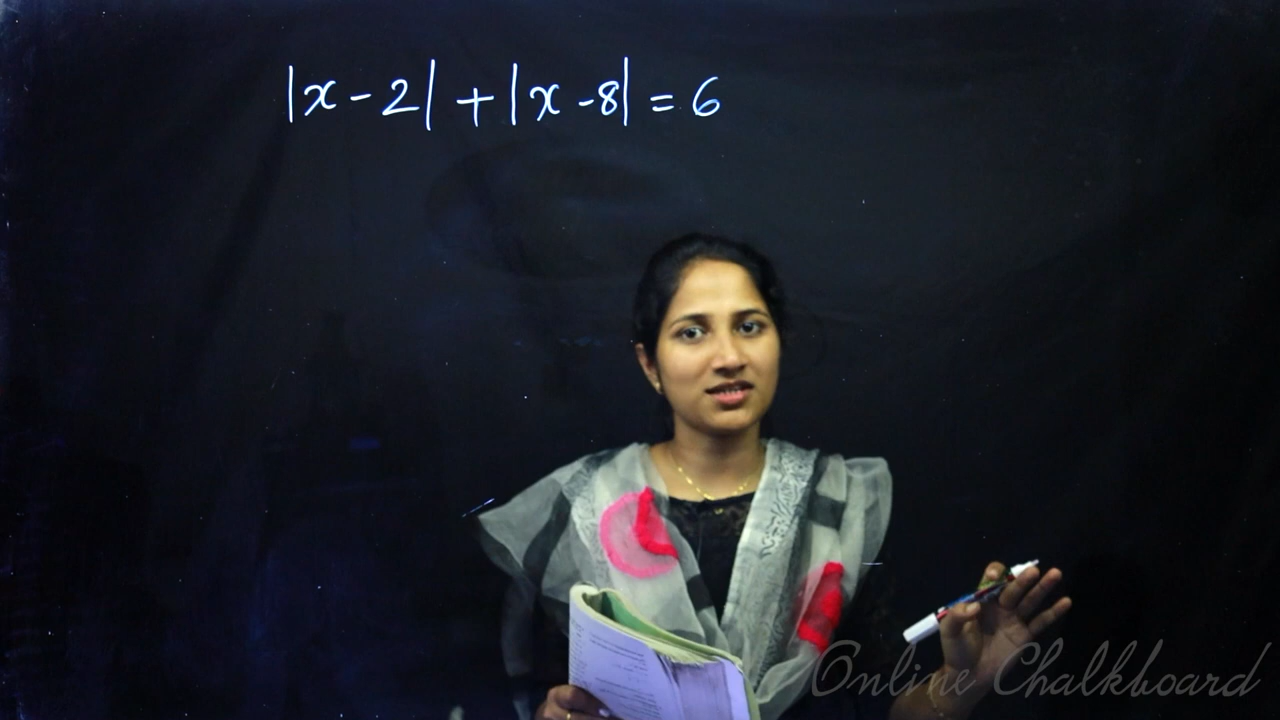 |x - 2| + |x - 8| = 6
Online Chalkboard